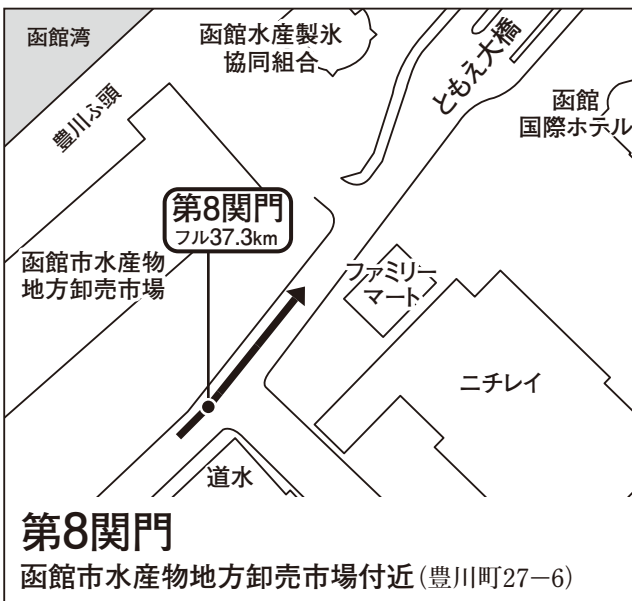 函館湾
函館水産製氷
協同組合
ともえ大橋
函館
国際ホテル
豊川ふ頭
第8関門
フル37.3km
函館市水産物
地方卸売市場
ファミリー
マート
ニチレイ
道水
第8関門
函館市水産物地方卸売市場付近(豊川町27−6)